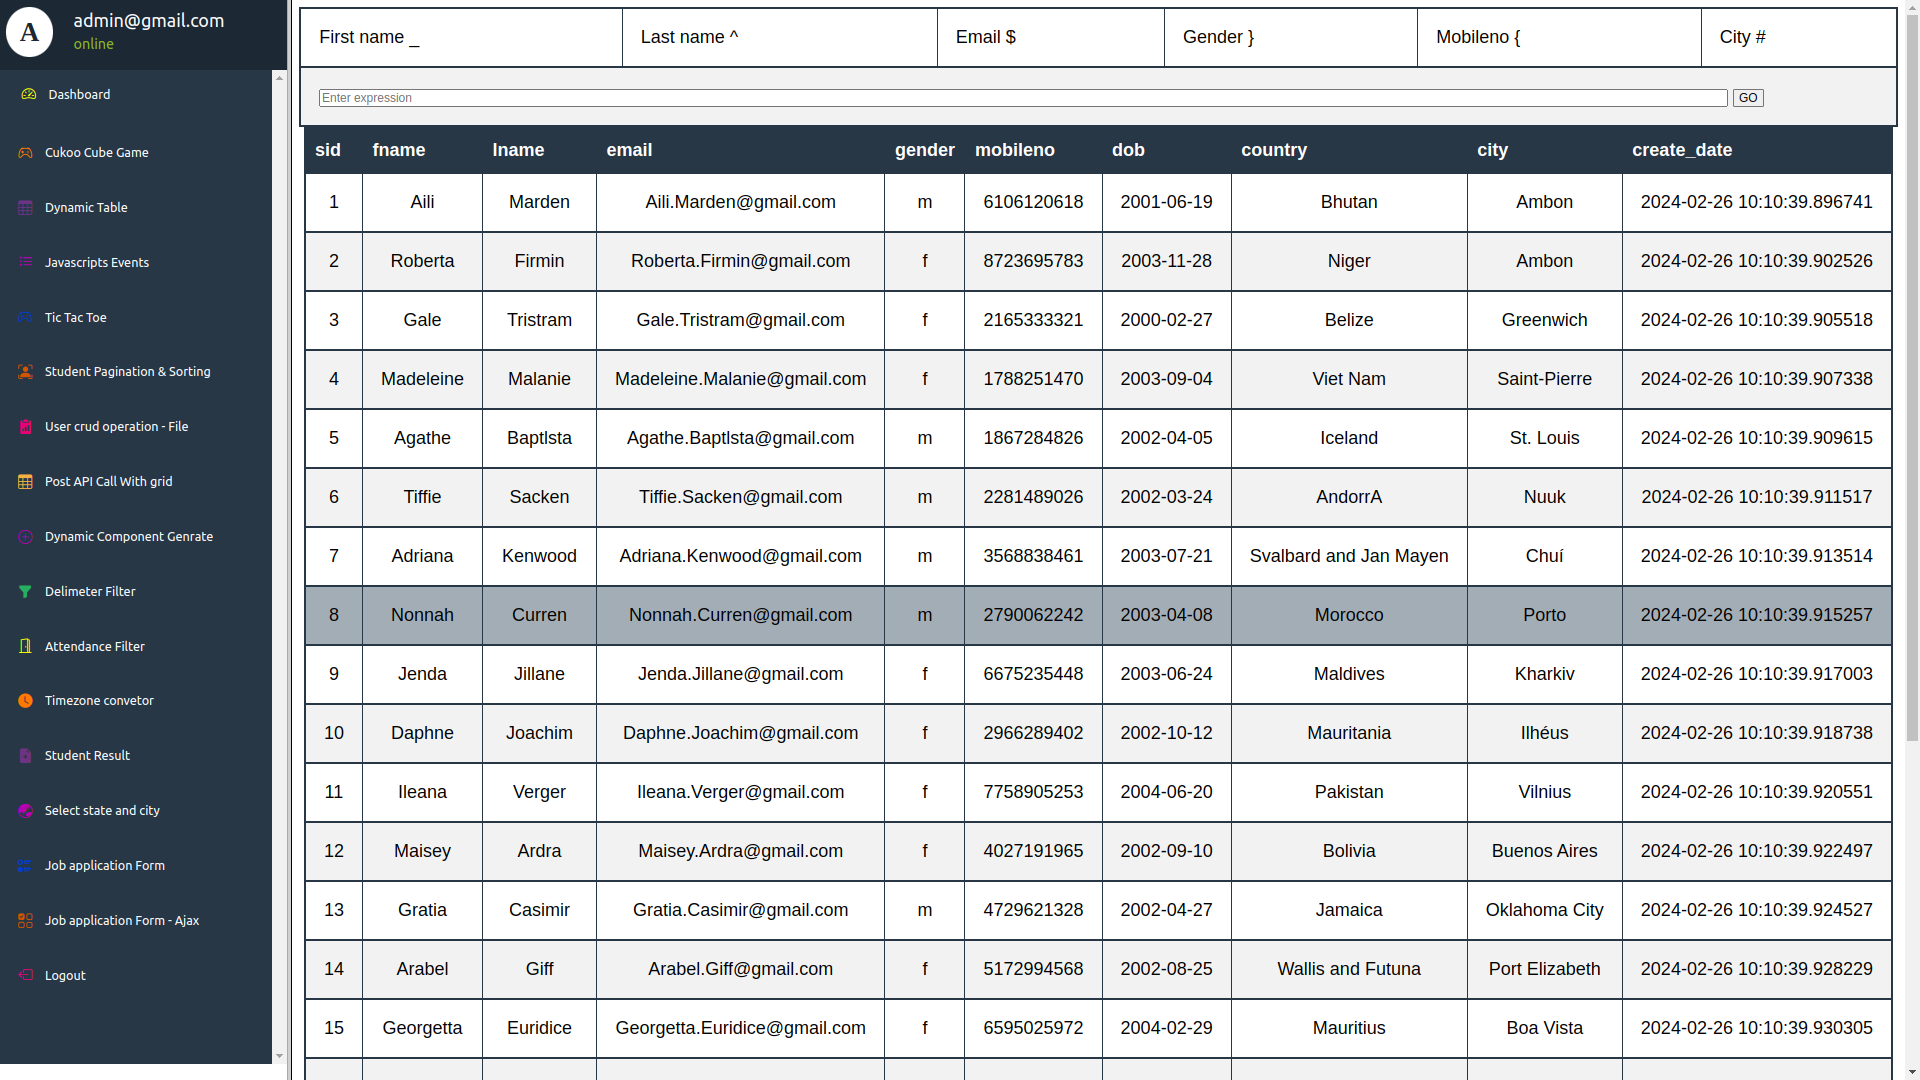 A
admin@gmail.com
online
Dashboard
Cukoo Cube Game
Dynamic Table
Javascripts Events
Tic Tac Toe
Student Pagination & Sorting
User crud operation - File
Post API Call With grid
Dynamic Component Genrate
Delimeter Filter
Attendance Filter
Timezone convetor
Student Result
Select state and city
Job application Form
Job application Form - Ajax
Logout
First name _ Last name ^ Email $ Gender } Mobileno { City #
Enter expression GO
sid fname lname email gender mobileno dob country city create_date
1 Aili Marden Aili.Marden@gmail.com m 6106120618 2001-06-19 Bhutan Ambon 2024-02-26 10:10:39.896741
2 Roberta Firmin Roberta.Firmin@gmail.com f 8723695783 2003-11-28 Niger Ambon 2024-02-26 10:10:39.902526
3 Gale Tristram Gale.Tristram@gmail.com f 2165333321 2000-02-27 Belize Greenwich 2024-02-26 10:10:39.905518
4 Madeleine Malanie Madeleine.Malanie@gmail.com f 1788251470 2003-09-04 Viet Nam Saint-Pierre 2024-02-26 10:10:39.907338
5 Agathe Baptlsta Agathe.Baptlsta@gmail.com m 1867284826 2002-04-05 Iceland St. Louis 2024-02-26 10:10:39.909615
6 Tiffie Sacken Tiffie.Sacken@gmail.com m 2281489026 2002-03-24 AndorrA Nuuk 2024-02-26 10:10:39.911517
7 Adriana Kenwood Adriana.Kenwood@gmail.com m 3568838461 2003-07-21 Svalbard and Jan Mayen Chuí 2024-02-26 10:10:39.913514
8 Nonnah Curren Nonnah.Curren@gmail.com m 2790062242 2003-04-08 Morocco Porto 2024-02-26 10:10:39.915257
9 Jenda Jillane Jenda.Jillane@gmail.com f 6675235448 2003-06-24 Maldives Kharkiv 2024-02-26 10:10:39.917003
10 Daphne Joachim Daphne.Joachim@gmail.com f 2966289402 2002-10-12 Mauritania Ilhéus 2024-02-26 10:10:39.918738
11 Ileana Verger Ileana.Verger@gmail.com f 7758905253 2004-06-20 Pakistan Vilnius 2024-02-26 10:10:39.920551
12 Maisey Ardra Maisey.Ardra@gmail.com f 4027191965 2002-09-10 Bolivia Buenos Aires 2024-02-26 10:10:39.922497
13 Gratia Casimir Gratia.Casimir@gmail.com m 4729621328 2002-04-27 Jamaica Oklahoma City 2024-02-26 10:10:39.924527
14 Arabel Giff Arabel.Giff@gmail.com f 5172994568 2002-08-25 Wallis and Futuna Port Elizabeth 2024-02-26 10:10:39.928229
15 Georgetta Euridice Georgetta.Euridice@gmail.com f 6595025972 2004-02-29 Mauritius Boa Vista 2024-02-26 10:10:39.930305